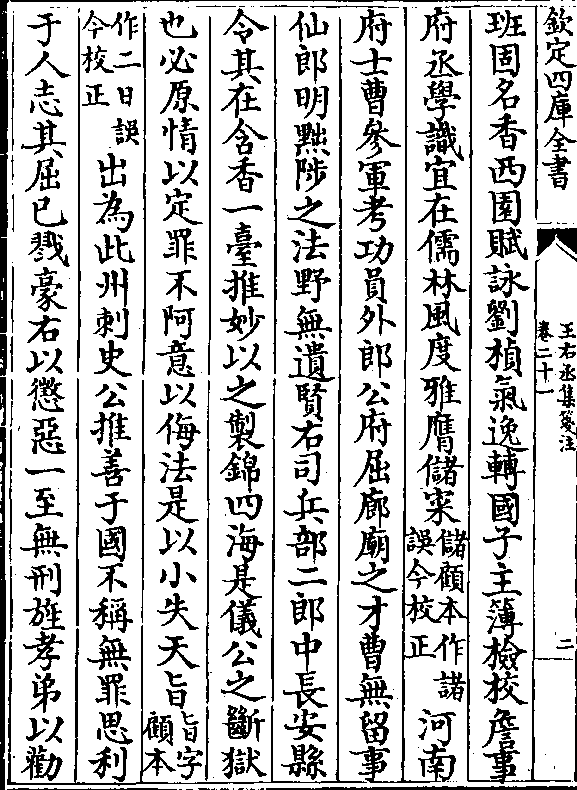 欽定四庫全書
王右丞集箋注
卷二十一
二
班固名香西園賦詠劉楨氣逸轉國子主簿檢校詹事
府丞學識宜在儒林風度雅膺儲寀儲顧本作諸誤今校正河南
府士曹參軍考功員外郎公府屈廊廟之才曹無留事
仙郎明黜陟之法野無遺賢右司兵部二郎中長安縣
令其在含香一臺推妙以之製錦四海是儀公之斷獄
也必原情以定罪不阿意以侮法是以小失天旨旨字顧本
作二日誤今校正出為此州刺史公推善于國不稱無罪思利
于人志其屈已戮豪右以懲惡一至無刑旌孝弟以勸